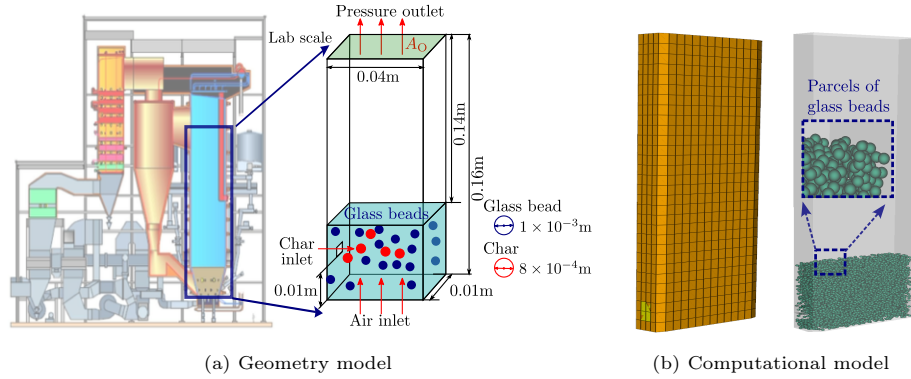 Pressure outlet
Lab scale
A_O
0.04m
0.14m
0.16m
Glass beads
Char
inlet
0.01m
0.01m
Air inlet
Glass bead
1 × 10⁻³m
Char
8 × 10⁻⁴m
(a) Geometry model
Parcels of
glass beads
(b) Computational model